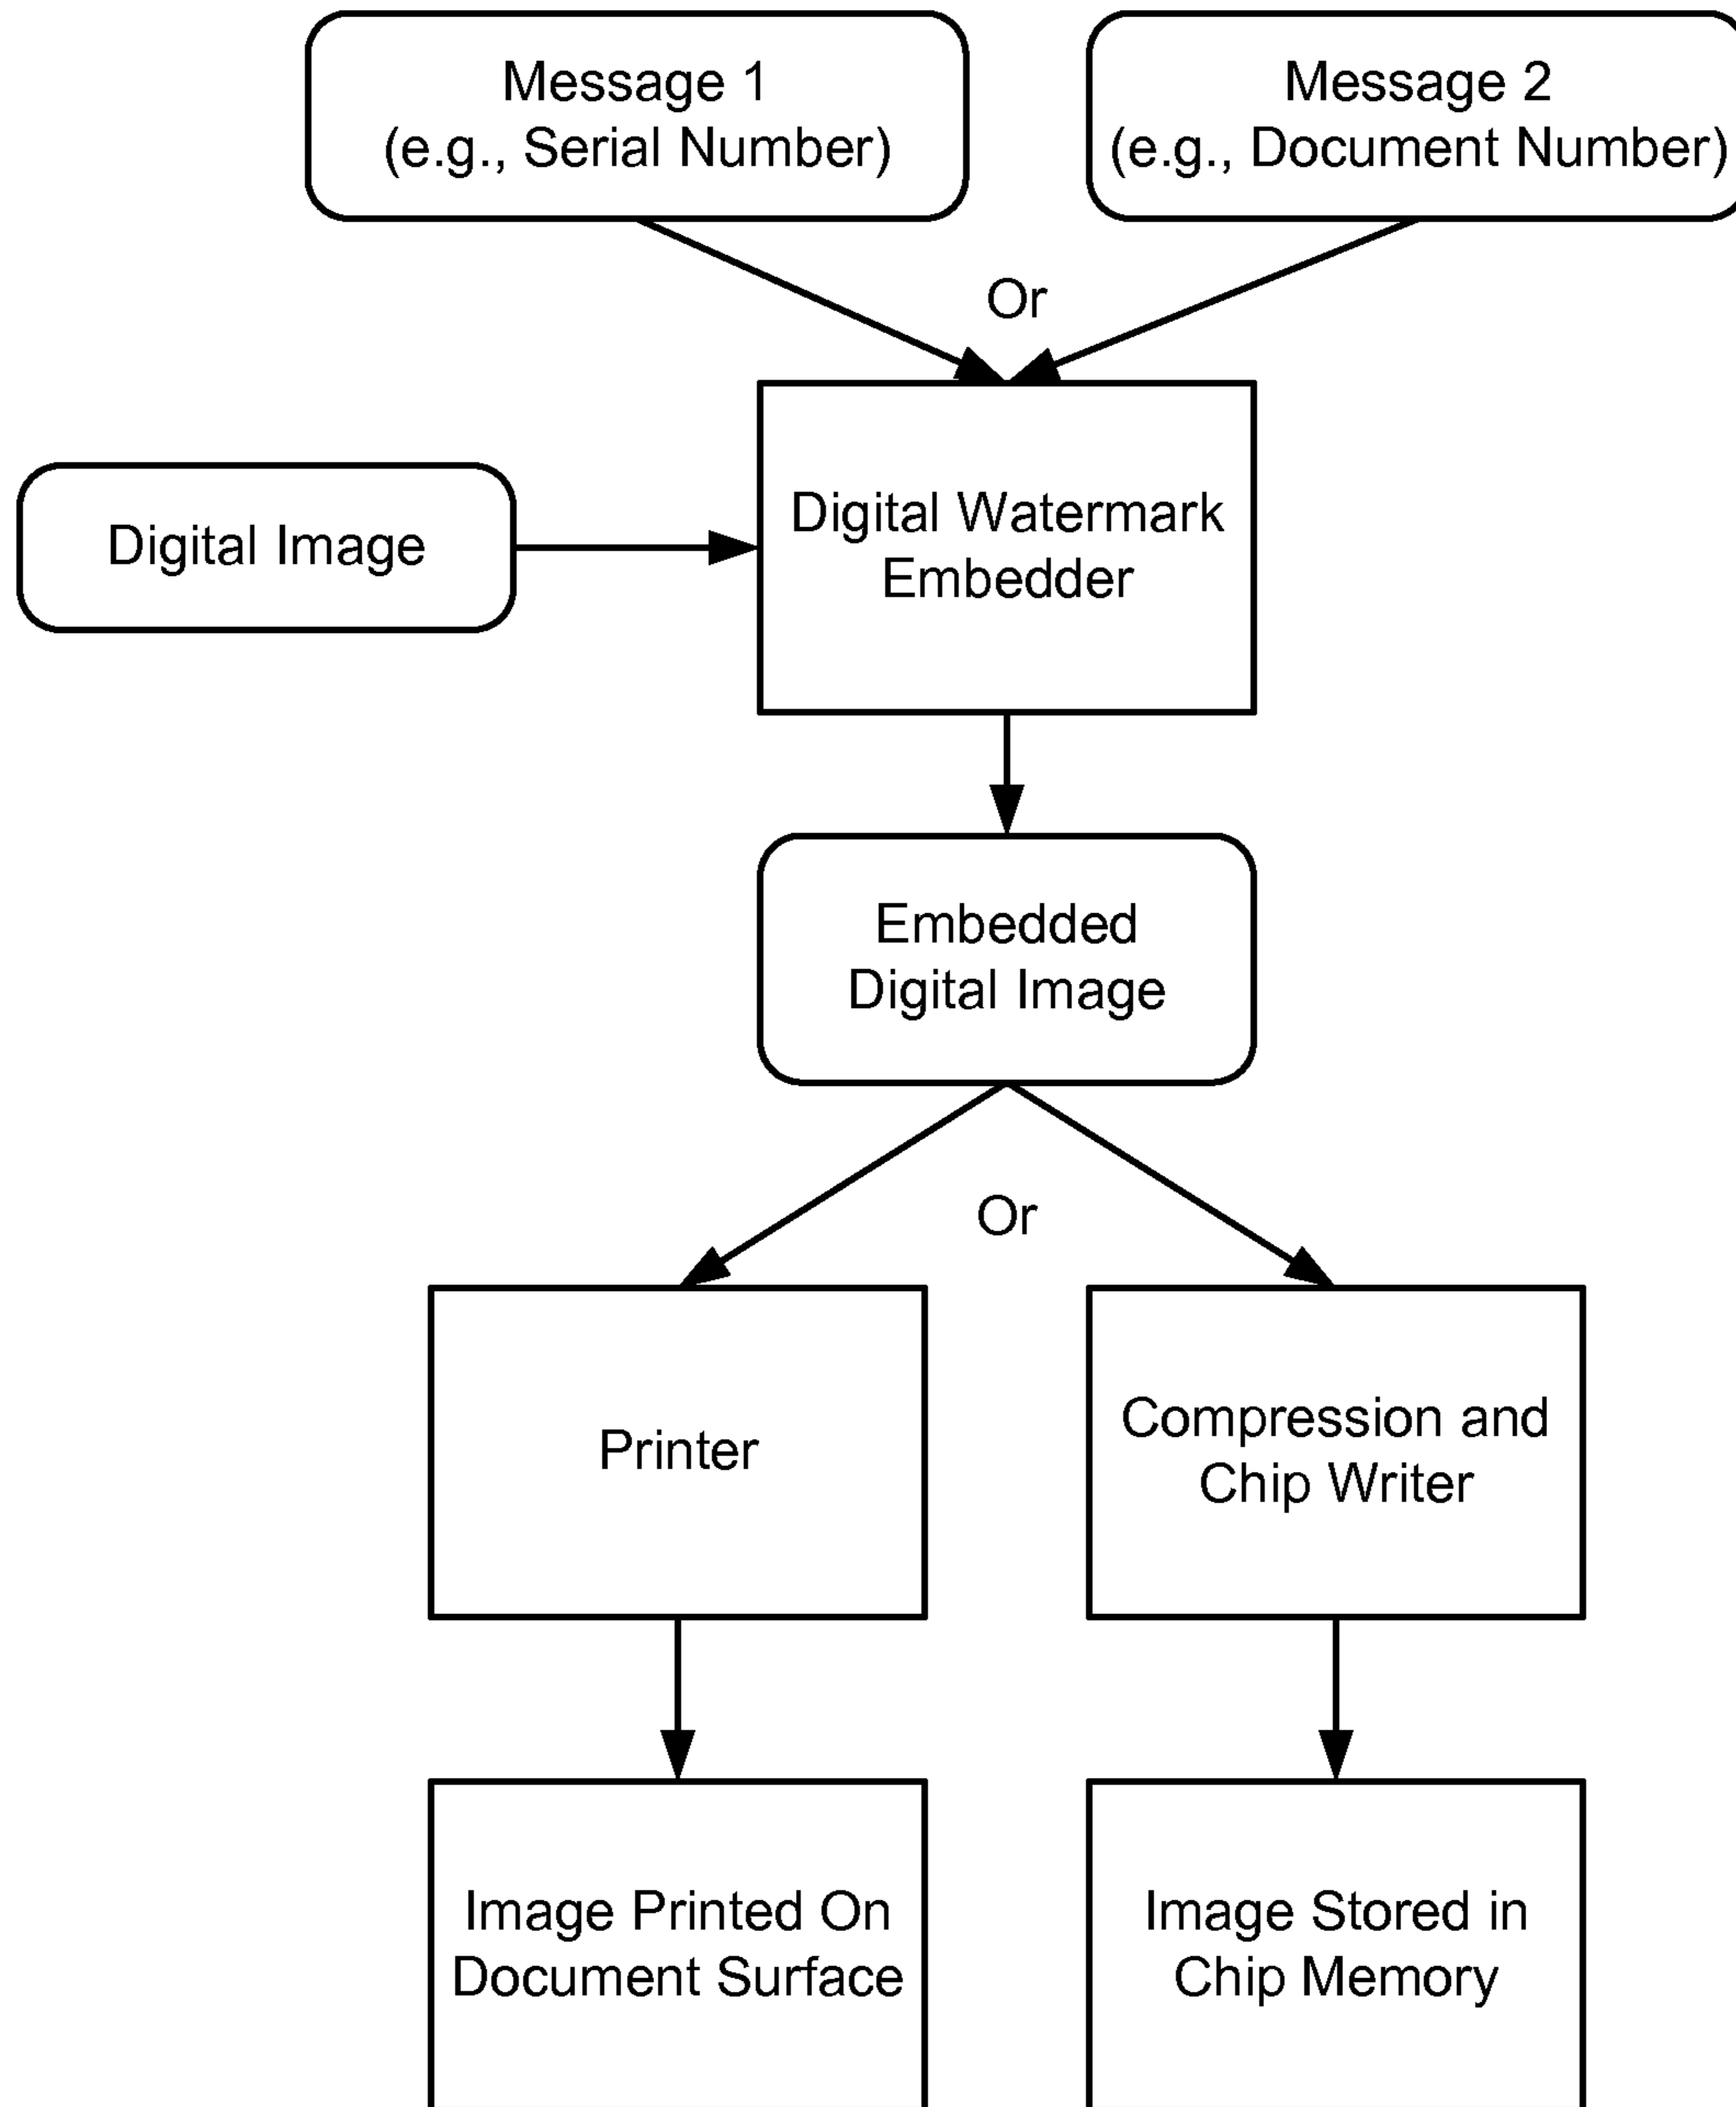 Message 1
(e.g., Serial Number)
Message 2
(e.g., Document Number)
Or
Digital Image
Digital Watermark
Embedder
Embedded
Digital Image
Or
Printer
Compression and
Chip Writer
Image Printed On
Document Surface
Image Stored in
Chip Memory